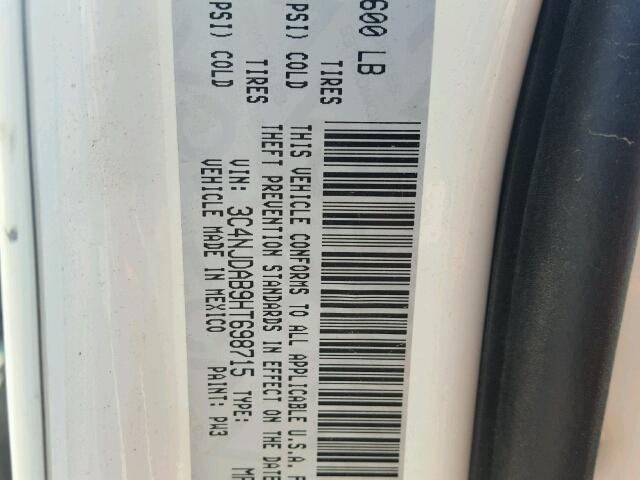 600 LB
TIRES PSI) COLD
TIRES PSI) COLD
THIS VEHICLE CONFORMS TO ALL APPLICABLE U.S.A. F
THEFT PREVENTION STANDARDS IN EFFECT ON THE DATE
VIN: 3C4NJDAB9HT698715 TYPE: MP
VEHICLE MADE IN MEXICO PAINT: PW3